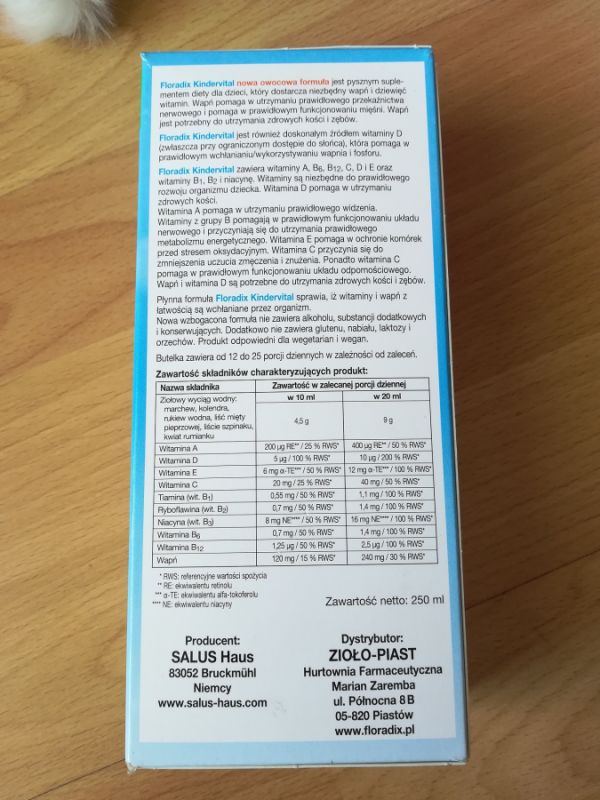 Floradix Kindervital nowa owocowa formuła jest pysznym suple-
mentem diety dla dzieci, który dostarcza niezbędny wapń i dziewięć
witamin. Wapń pomaga w utrzymaniu prawidłowego przekaźnictwa
nerwowego i pomaga w prawidłowym funkcjonowaniu mięśni. Wapń
jest potrzebny do utrzymania zdrowych kości i zębów.
Floradix Kindervital jest również doskonałym źródłem witaminy D
(zwłaszcza przy ograniczonym dostępie do słońca), która pomaga w
prawidłowym wchłanianiu/wykorzystywaniu wapnia i fosforu.
Floradix Kindervital zawiera witaminy A, B6, B12, C, D i E oraz
witaminy B1, B2 i niacynę. Witaminy są niezbędne do prawidłowego
rozwoju organizmu dziecka. Witamina D pomaga w utrzymaniu
zdrowych kości.
Witamina A pomaga w utrzymaniu prawidłowego widzenia.
Witaminy z grupy B pomagają w prawidłowym funkcjonowaniu układu
nerwowego i przyczyniają się do utrzymania prawidłowego
metabolizmu energetycznego. Witamina E pomaga w ochronie komórek
przed stresem oksydacyjnym. Witamina C przyczynia się do
zmniejszenia uczucia zmęczenia i znużenia. Ponadto witamina C
pomaga w prawidłowym funkcjonowaniu układu odpornościowego.
Wapń i witamina D są potrzebne do utrzymania zdrowych kości i zębów.
Płynna formuła Floradix Kindervital sprawia, iż witaminy i wapń z
łatwością są wchłaniane przez organizm.
Nowa wzbogacona formuła nie zawiera alkoholu, substancji dodatkowych
i konserwujących. Dodatkowo nie zawiera glutenu, nabiału, laktozy i
orzechów. Produkt odpowiedni dla wegetarian i wegan.
Butelka zawiera od 12 do 25 porcji dziennych w zależności od zaleceń.
Zawartość składników charakteryzujących produkt:
Nazwa składnika Zawartość w zalecanej porcji dziennej
w 10 ml w 20 ml
Ziołowy wyciąg wodny:
marchew, kolendra,
rukiew wodna, liść mięty
pieprzowej, liście szpinaku,
kwiat rumianku
4,5 g 9 g
Witamina A 200 µg RE** / 25 % RWS* 400 µg RE** / 50 % RWS*
Witamina D 5 µg / 100 % RWS* 10 µg / 200 % RWS*
Witamina E 6 mg α-TE*** / 50 % RWS* 12 mg α-TE*** / 100 % RWS*
Witamina C 20 mg / 25 % RWS* 40 mg / 50 % RWS*
Tiamina (wit. B1) 0,55 mg / 50 % RWS* 1,1 mg / 100 % RWS*
Ryboflawina (wit. B2) 0,7 mg / 50 % RWS* 1,4 mg / 100 % RWS*
Niacyna (wit. B3) 8 mg NE**** / 50 % RWS* 16 mg NE**** / 100 % RWS*
Witamina B6 0,7 mg / 50 % RWS* 1,4 mg / 100 % RWS*
Witamina B12 1,25 µg / 50 % RWS* 2,5 µg / 100 % RWS*
Wapń 120 mg / 15 % RWS* 240 mg / 30 % RWS*
* RWS: referencyjne wartości spożycia
** RE: ekwiwalentu retinolu
*** α-TE: ekwiwalentu alfa-tokoferolu
**** NE: ekwiwalentu niacyny
Zawartość netto: 250 ml
Producent:
SALUS Haus
83052 Bruckmühl
Niemcy
www.salus-haus.com
Dystrybutor:
ZIOŁO-PIAST
Hurtownia Farmaceutyczna
Marian Zaremba
ul. Północna 8 B
05-820 Piastów
www.floradix.pl